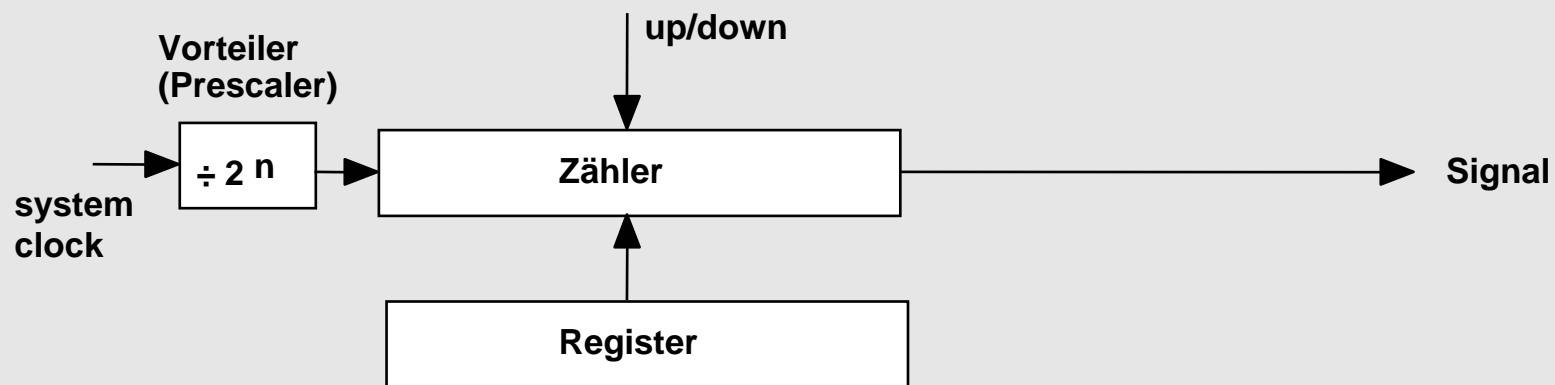 up/down
Vorteiler
(Prescaler)
÷ 2 n
Zähler
Signal
system
clock
Register